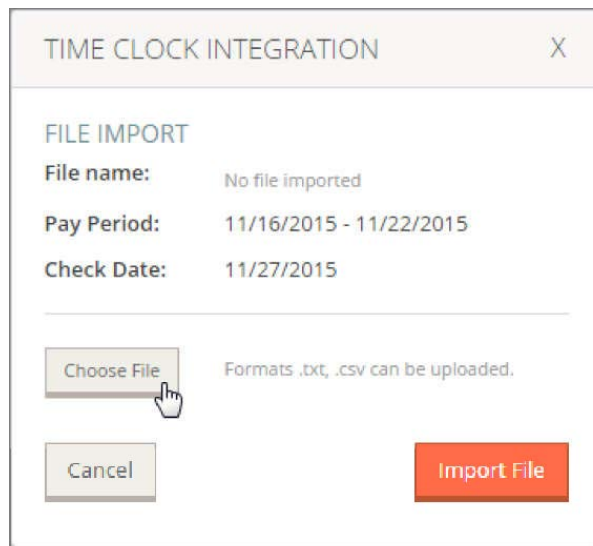 TIME CLOCK INTEGRATION X
FILE IMPORT
File name: No file imported
Pay Period: 11/16/2015 - 11/22/2015
Check Date: 11/27/2015
Choose File Formats .txt, .csv can be uploaded.
Cancel Import File